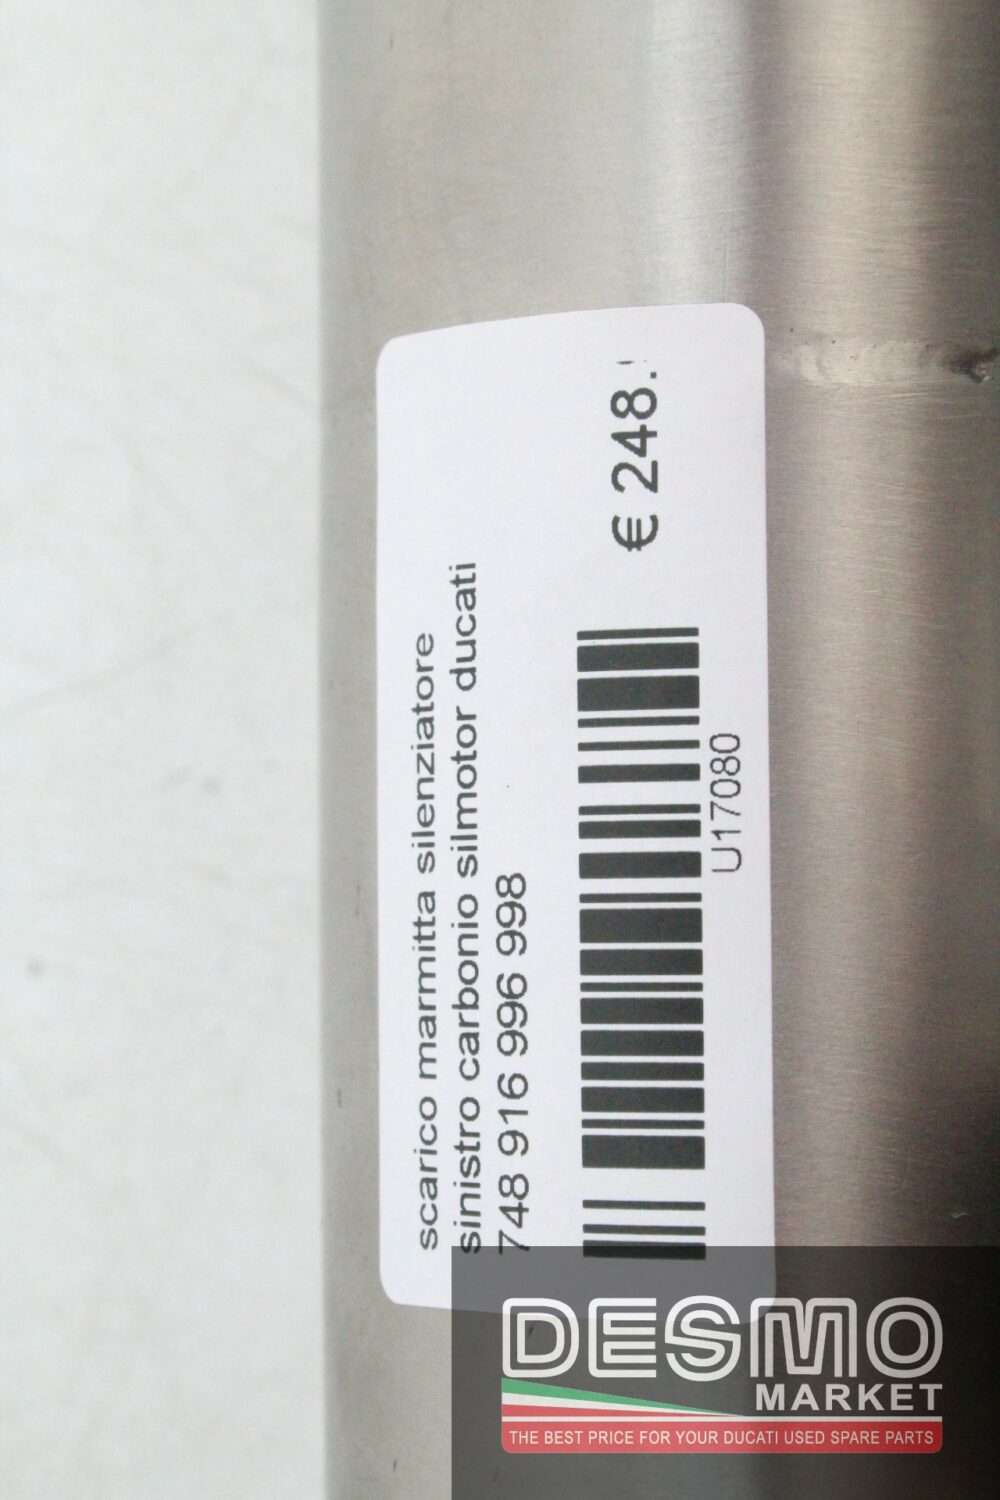 scarico marmitta silenziatore
sinistro carbonio silmotor ducati
748 916 996 998
€ 248.
U17080
DESMO
MARKET
THE BEST PRICE FOR YOUR DUCATI USED SPARE PARTS